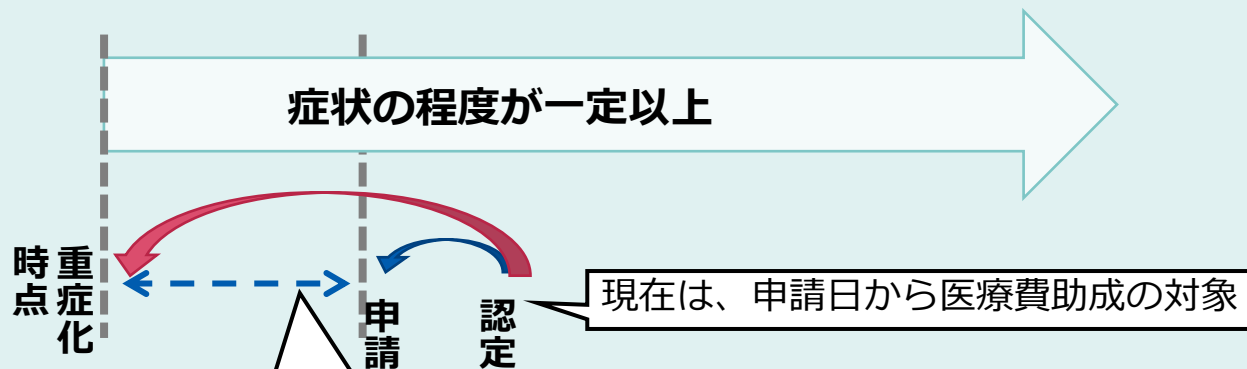 症状の程度が一定以上
重症化
時点
申請
認定
現在は、申請日から医療費助成の対象